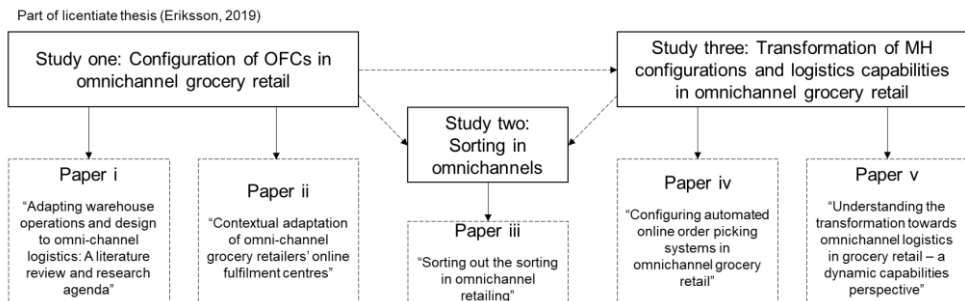 Part of licentiate thesis (Eriksson, 2019)
Study one: Configuration of OFCs in
omnichannel grocery retail
Study three: Transformation of MH
configurations and logistics capabilities
in omnichannel grocery retail
Study two:
Sorting in
omnichannels
Paper i
“Adapting warehouse
operations and design
to omni-channel
logistics: A literature
review and research
agenda”
Paper ii
“Contextual adaptation
of omni-channel
grocery retailers’ online
fulfilment centres”
Paper iii
“Sorting out the sorting
in omnichannel
retailing”
Paper iv
“Configuring automated
online order picking
systems in
omnichannel grocery
retail”
Paper v
“Understanding the
transformation towards
omnichannel logistics
in grocery retail – a
dynamic capabilities
perspective”